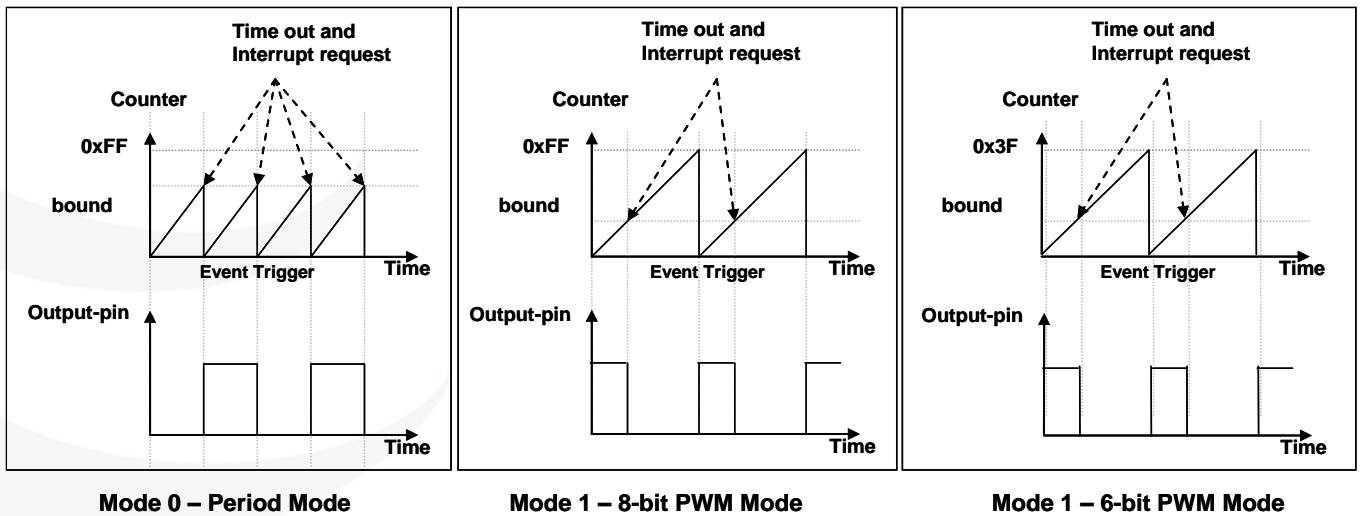 Time out and
Interrupt request
Counter
0xFF
bound
Event Trigger
Time
Output-pin
Time
Mode 0 – Period Mode
Time out and
Interrupt request
Counter
0xFF
bound
Event Trigger
Time
Output-pin
Time
Mode 1 – 8-bit PWM Mode
Time out and
Interrupt request
Counter
0x3F
bound
Event Trigger
Time
Output-pin
Time
Mode 1 – 6-bit PWM Mode